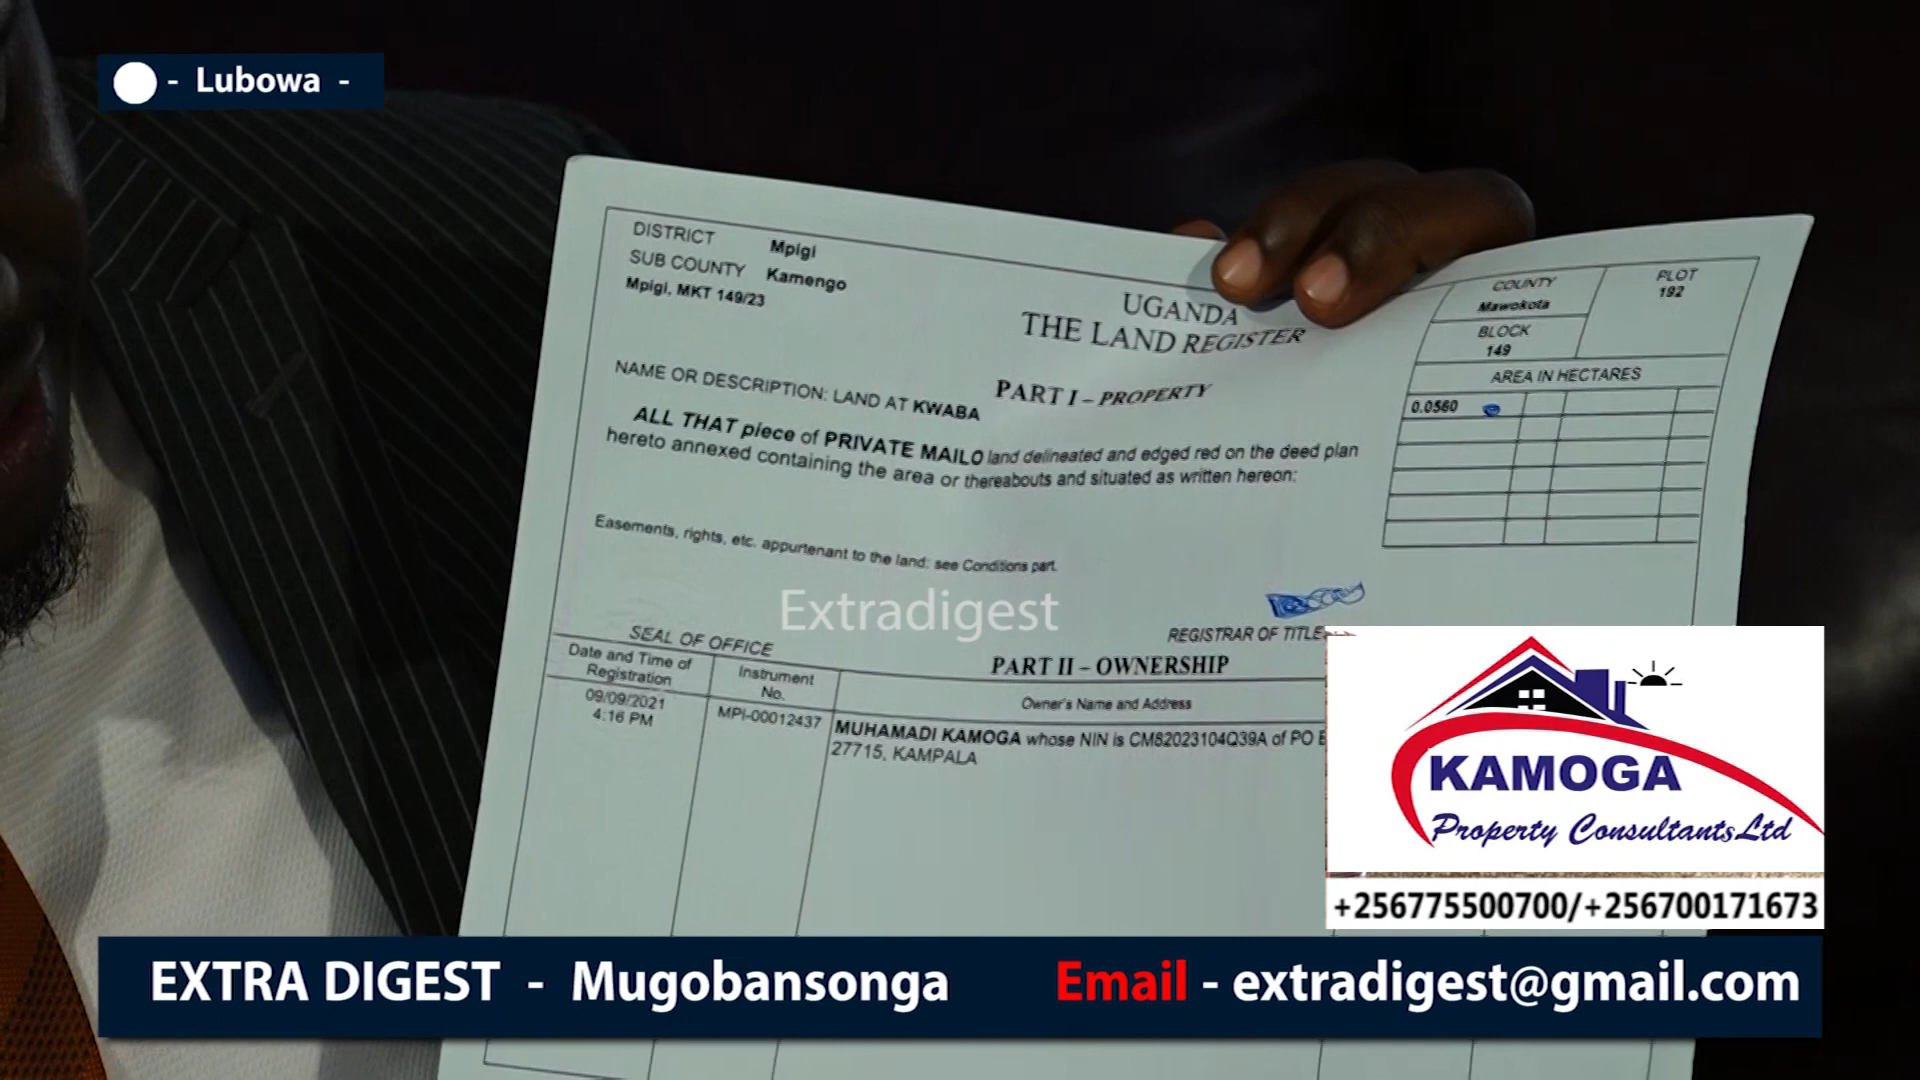 - Lubowa -
DISTRICT Mpigi
SUB COUNTY Kamengo
Mpigi, MKT 149/23
UGANDA
THE LAND REGISTER
COUNTY
Mawokota
PLOT
192
BLOCK
149
AREA IN HECTARES
0.0560
PART I – PROPERTY
NAME OR DESCRIPTION: LAND AT KWABA
ALL THAT piece of PRIVATE MAILO land delineated and edged red on the deed plan
hereto annexed containing the area or thereabouts and situated as written hereon:
Easements, rights, etc. appurtenant to the land: see Conditions part.
Extradigest
SEAL OF OFFICE
REGISTRAR OF TITLE
PART II – OWNERSHIP
Date and Time of
Registration
Instrument
No.
Owner's Name and Address
09/09/2021
4:16 PM
MPI-00012437
MUHAMADI KAMOGA whose NIN is CM82023104Q39A of PO
27715, KAMPALA
KAMOGA
Property Consultants Ltd
+256775500700/+256700171673
EXTRA DIGEST - Mugobansonga
Email - extradigest@gmail.com